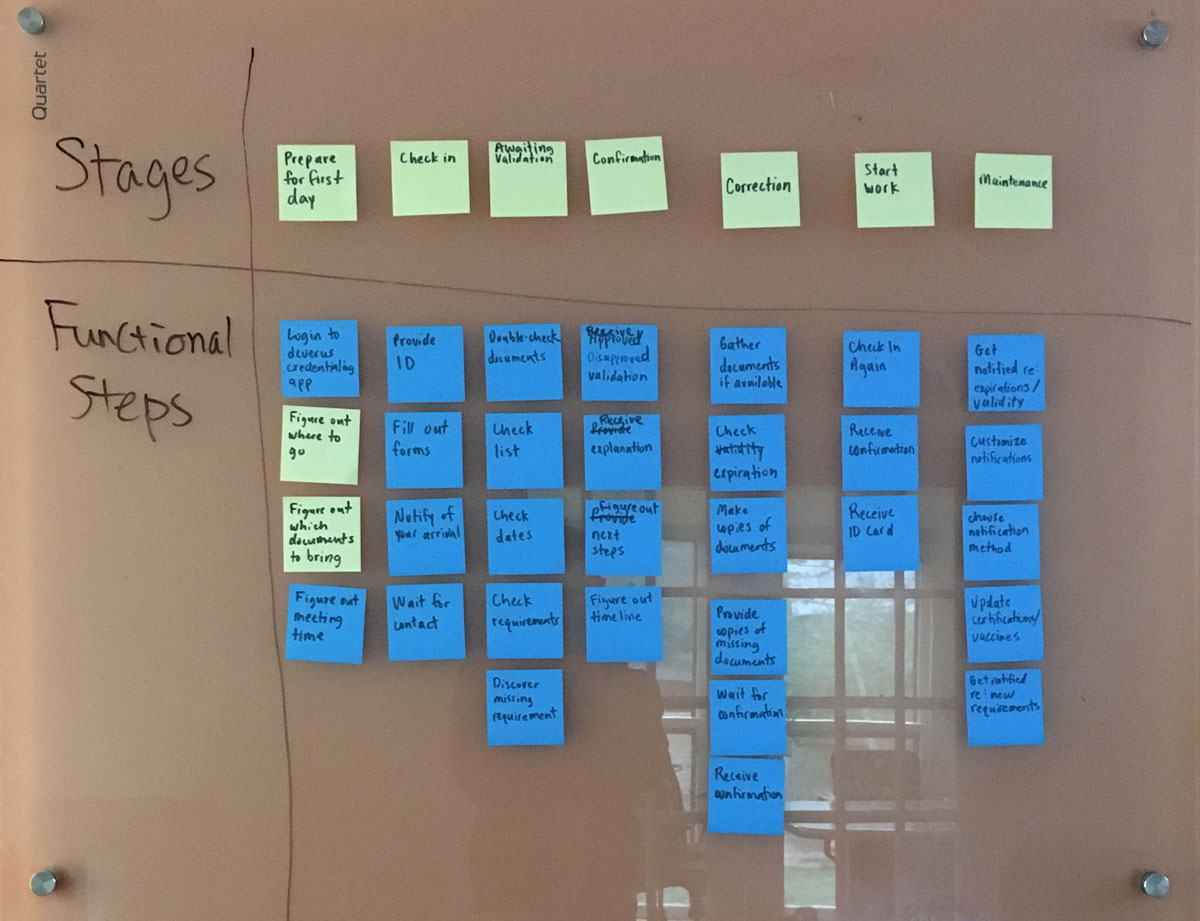 Quartet
Stages
Prepare
for first
day
Check in
Awaiting
Validation
Confirmation
Correction
Start
work
Maintenance
Functional
Steps
Login to
deverus
credentialing
app
Figure out
where to
go
Figure out
which
documents
to bring
Figure out
meeting
time
Provide
ID
Fill out
forms
Notify of
your arrival
Wait for
contact
Double-check
documents
Check
list
Check
dates
Check
requirements
Discover
missing
requirement
Receive
Approved
Disapproved
validation
Receive
Provide
explanation
Figure out
Provide
next
steps
Figure out
timeline
Gather
documents
if available
Check
validity
expiration
Make
copies of
documents
Provide
copies of
missing
documents
Wait for
confirmation
Receive
confirmation
Check In
Again
Receive
confirmation
Receive
ID Card
Get
notified re:
expirations/
validity
Customize
notifications
choose
notification
method
Update
certifications/
vaccines
Get notified
re: new
requirements